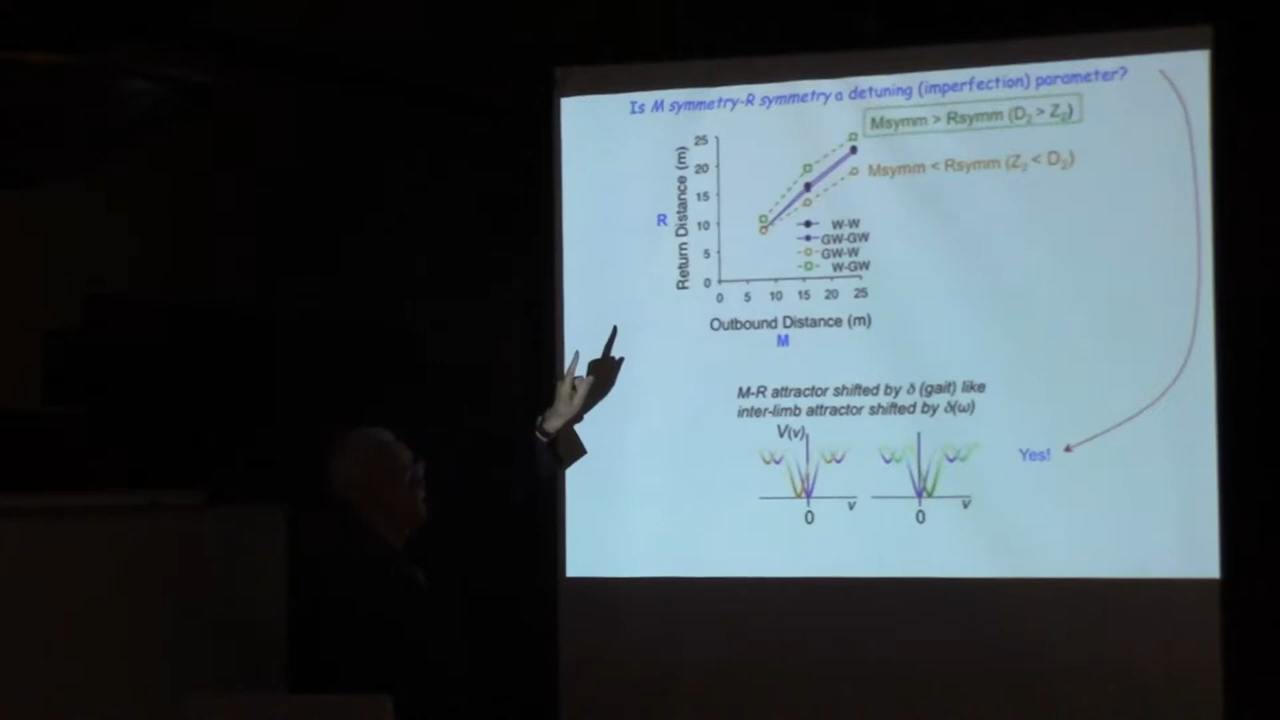 Is M symmetry-R symmetry a detuning (imperfection) parameter?
Msymm > Rsymm (D₂ > Z₂)
Msymm < Rsymm (Z₂ < D₂)
Return Distance (m)
R
25
20
15
10
5
0
W-W
GW-GW
GW-W
W-GW
0 5 10 15 20 25
Outbound Distance (m)
M
M-R attractor shifted by δ (gait) like
inter-limb attractor shifted by δ(ω)
V(v)
Yes!
0 v 0 v